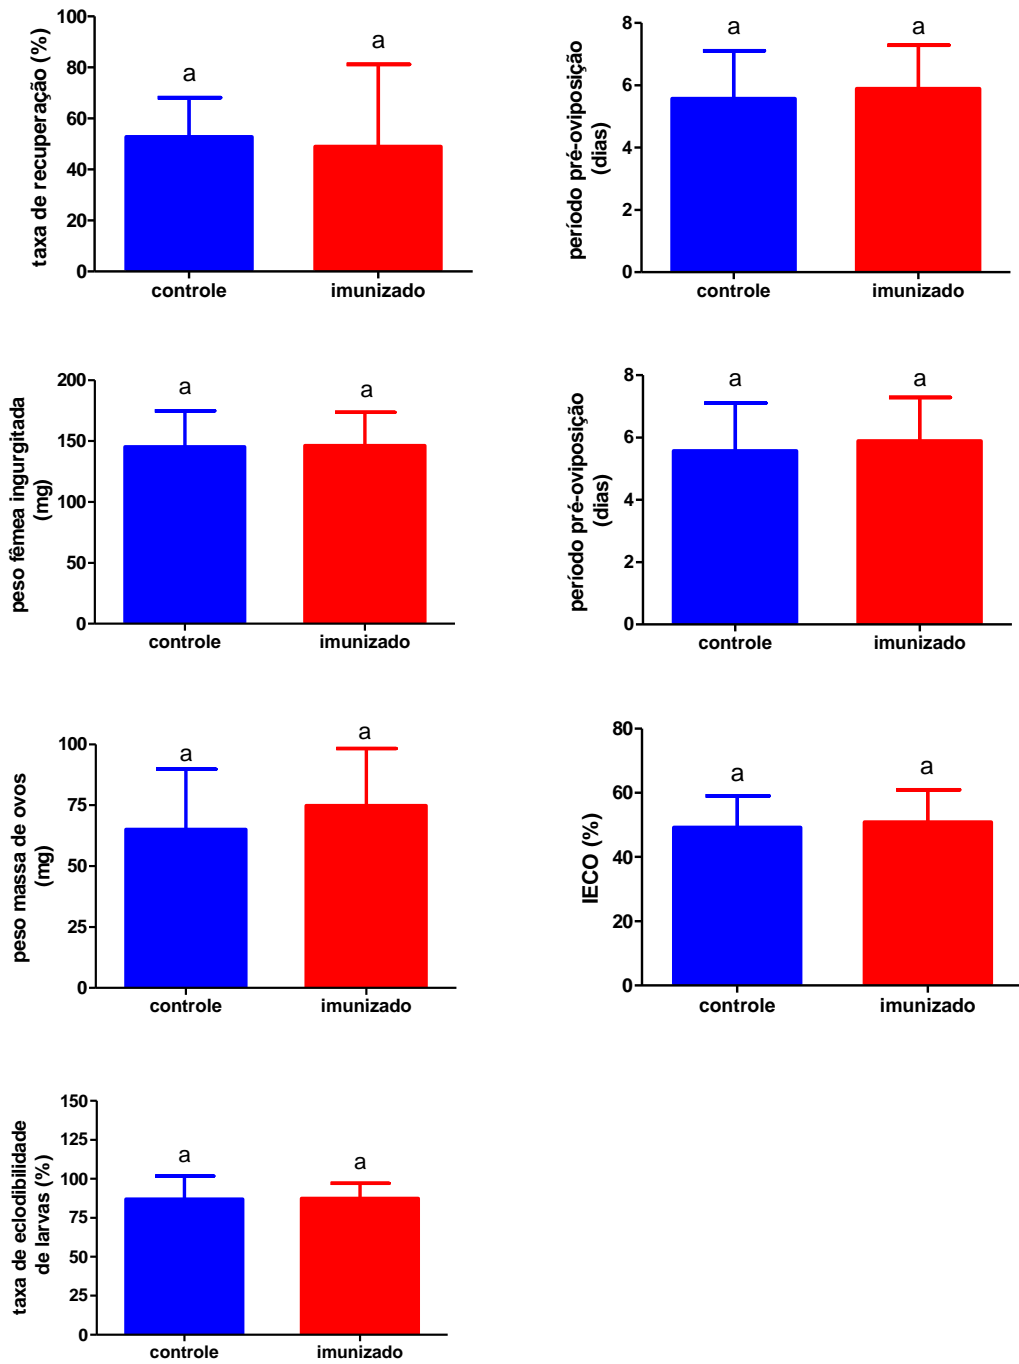 taxa de recuperação (%)
100
80
60
40
20
0
a
a
controle
imunizado
período pré-oviposição
(dias)
8
6
4
2
0
a
a
controle
imunizado
peso fêmea ingurgitada
(mg)
200
150
100
50
0
a
a
controle
imunizado
período pré-oviposição
(dias)
8
6
4
2
0
a
a
controle
imunizado
peso massa de ovos
(mg)
100
75
50
25
0
a
a
controle
imunizado
IECO (%)
80
60
40
20
0
a
a
controle
imunizado
taxa de eclodibilidade
de larvas (%)
150
125
100
75
50
25
0
a
a
controle
imunizado